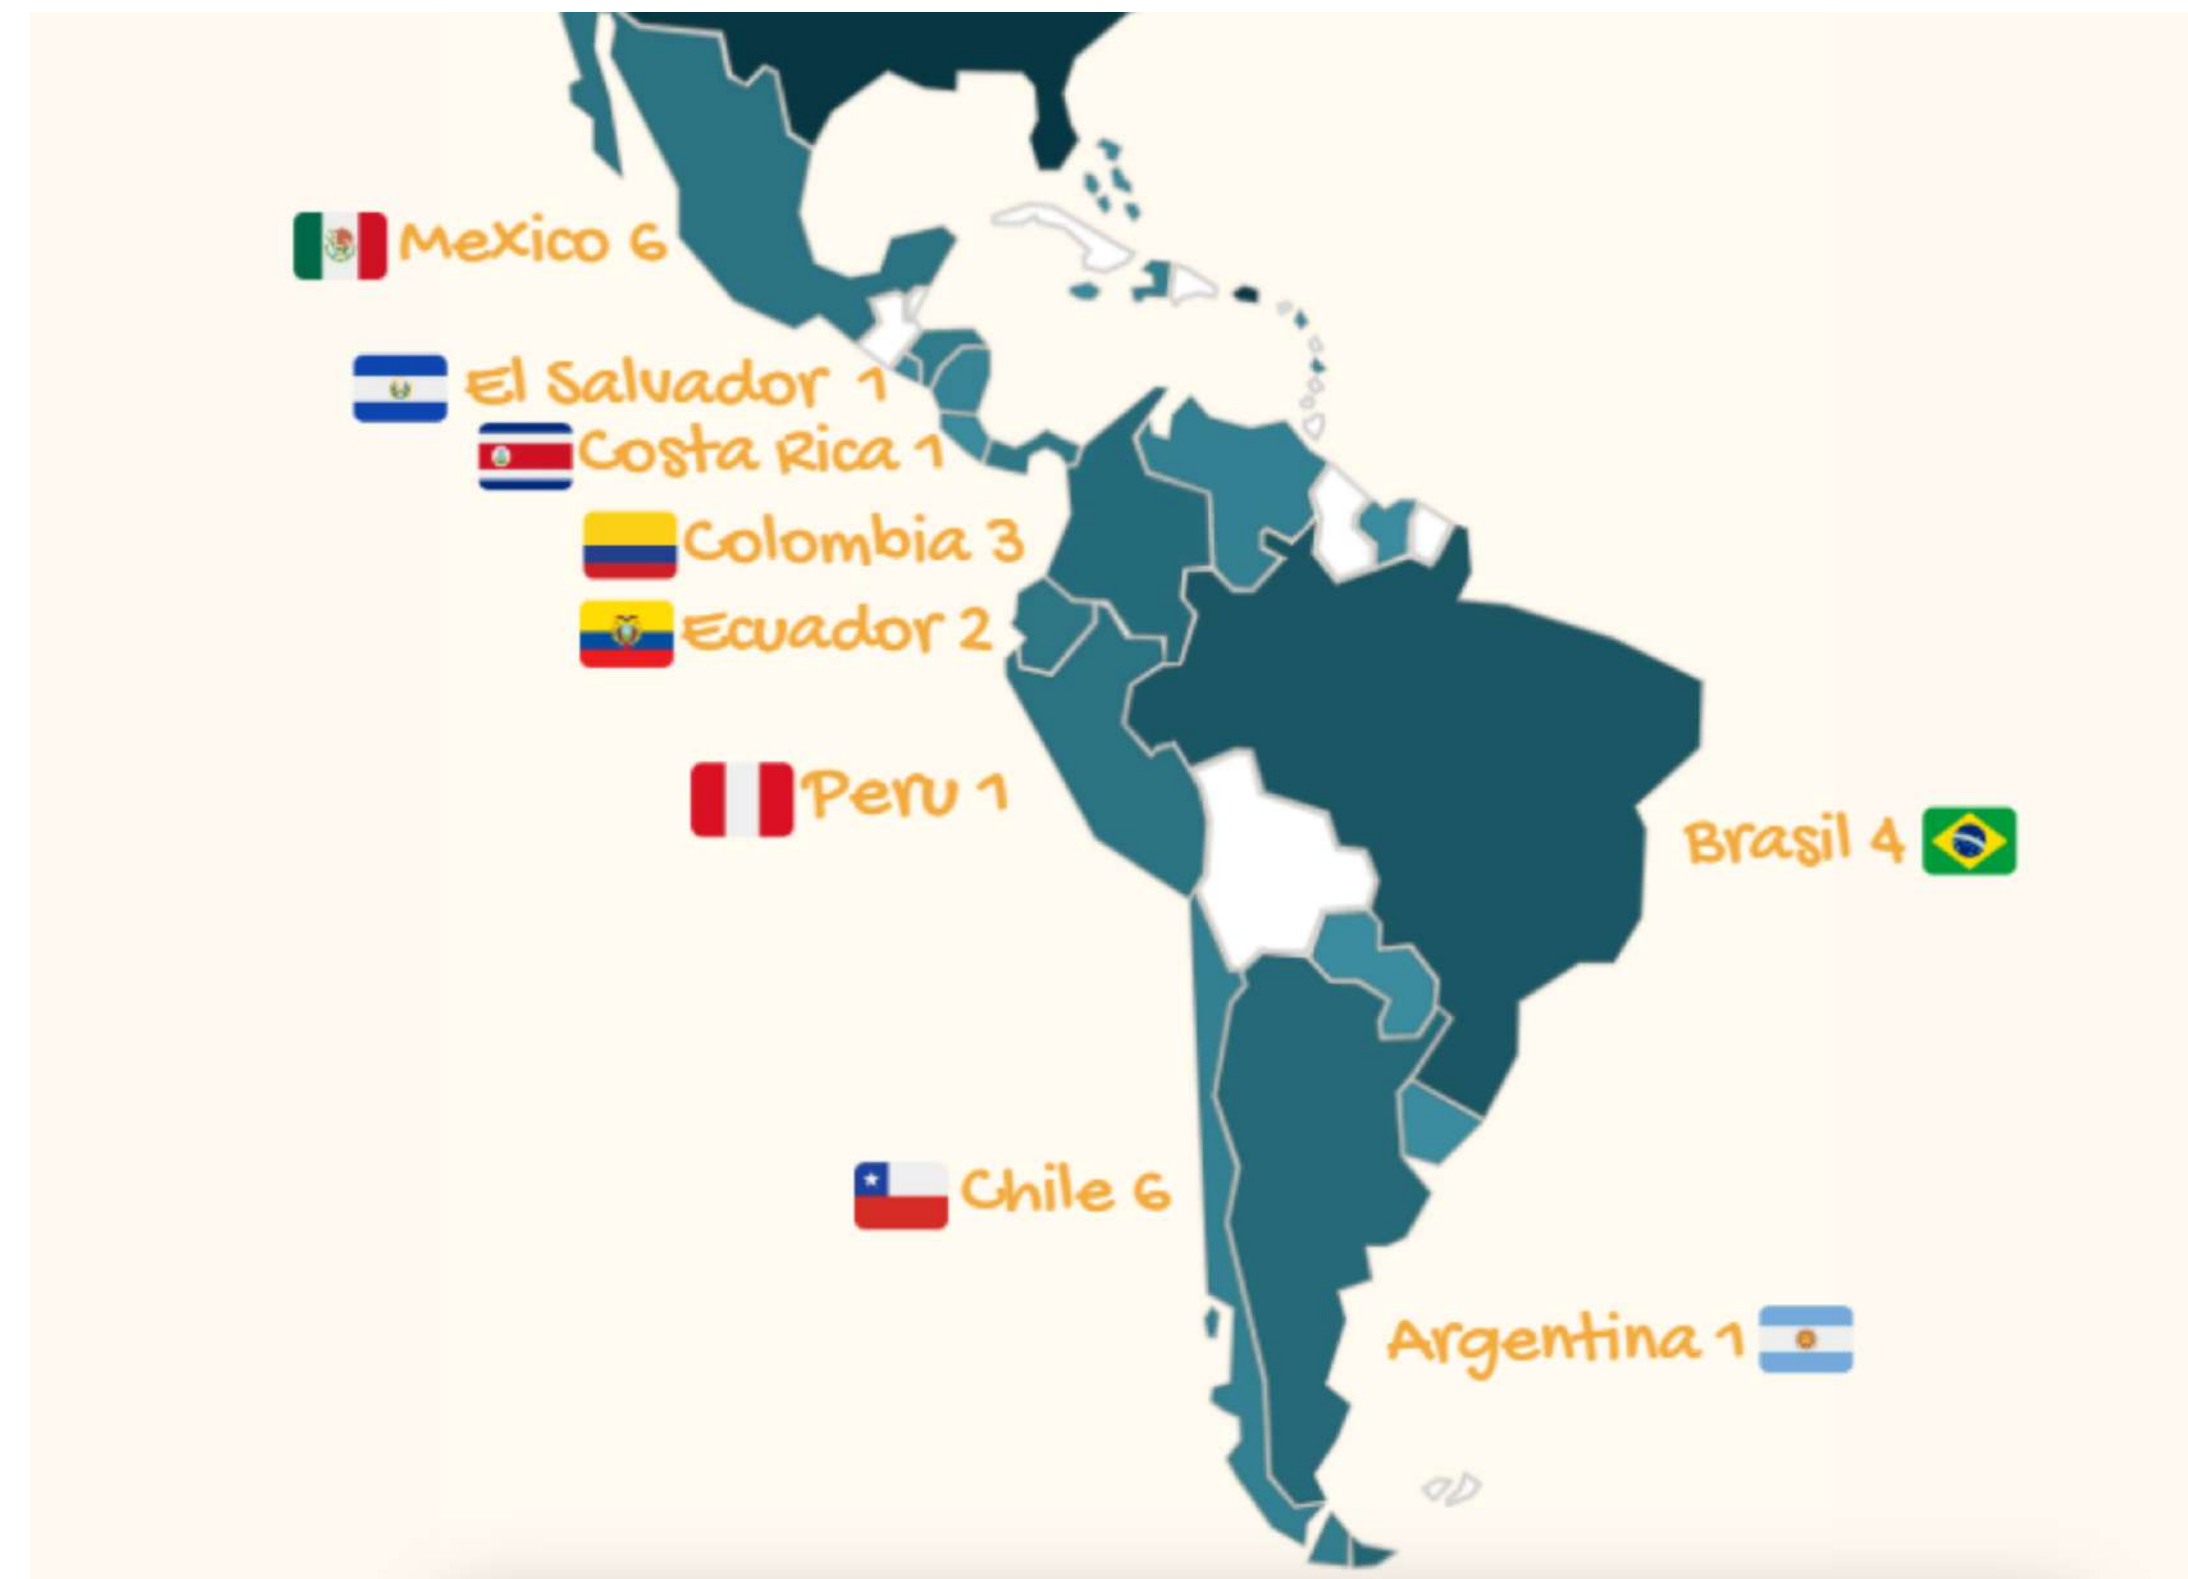 Mexico 6
El Salvador 1
Costa Rica 1
Colombia 3
Ecuador 2
Peru 1
Brasil 4
Chile 6
Argentina 1